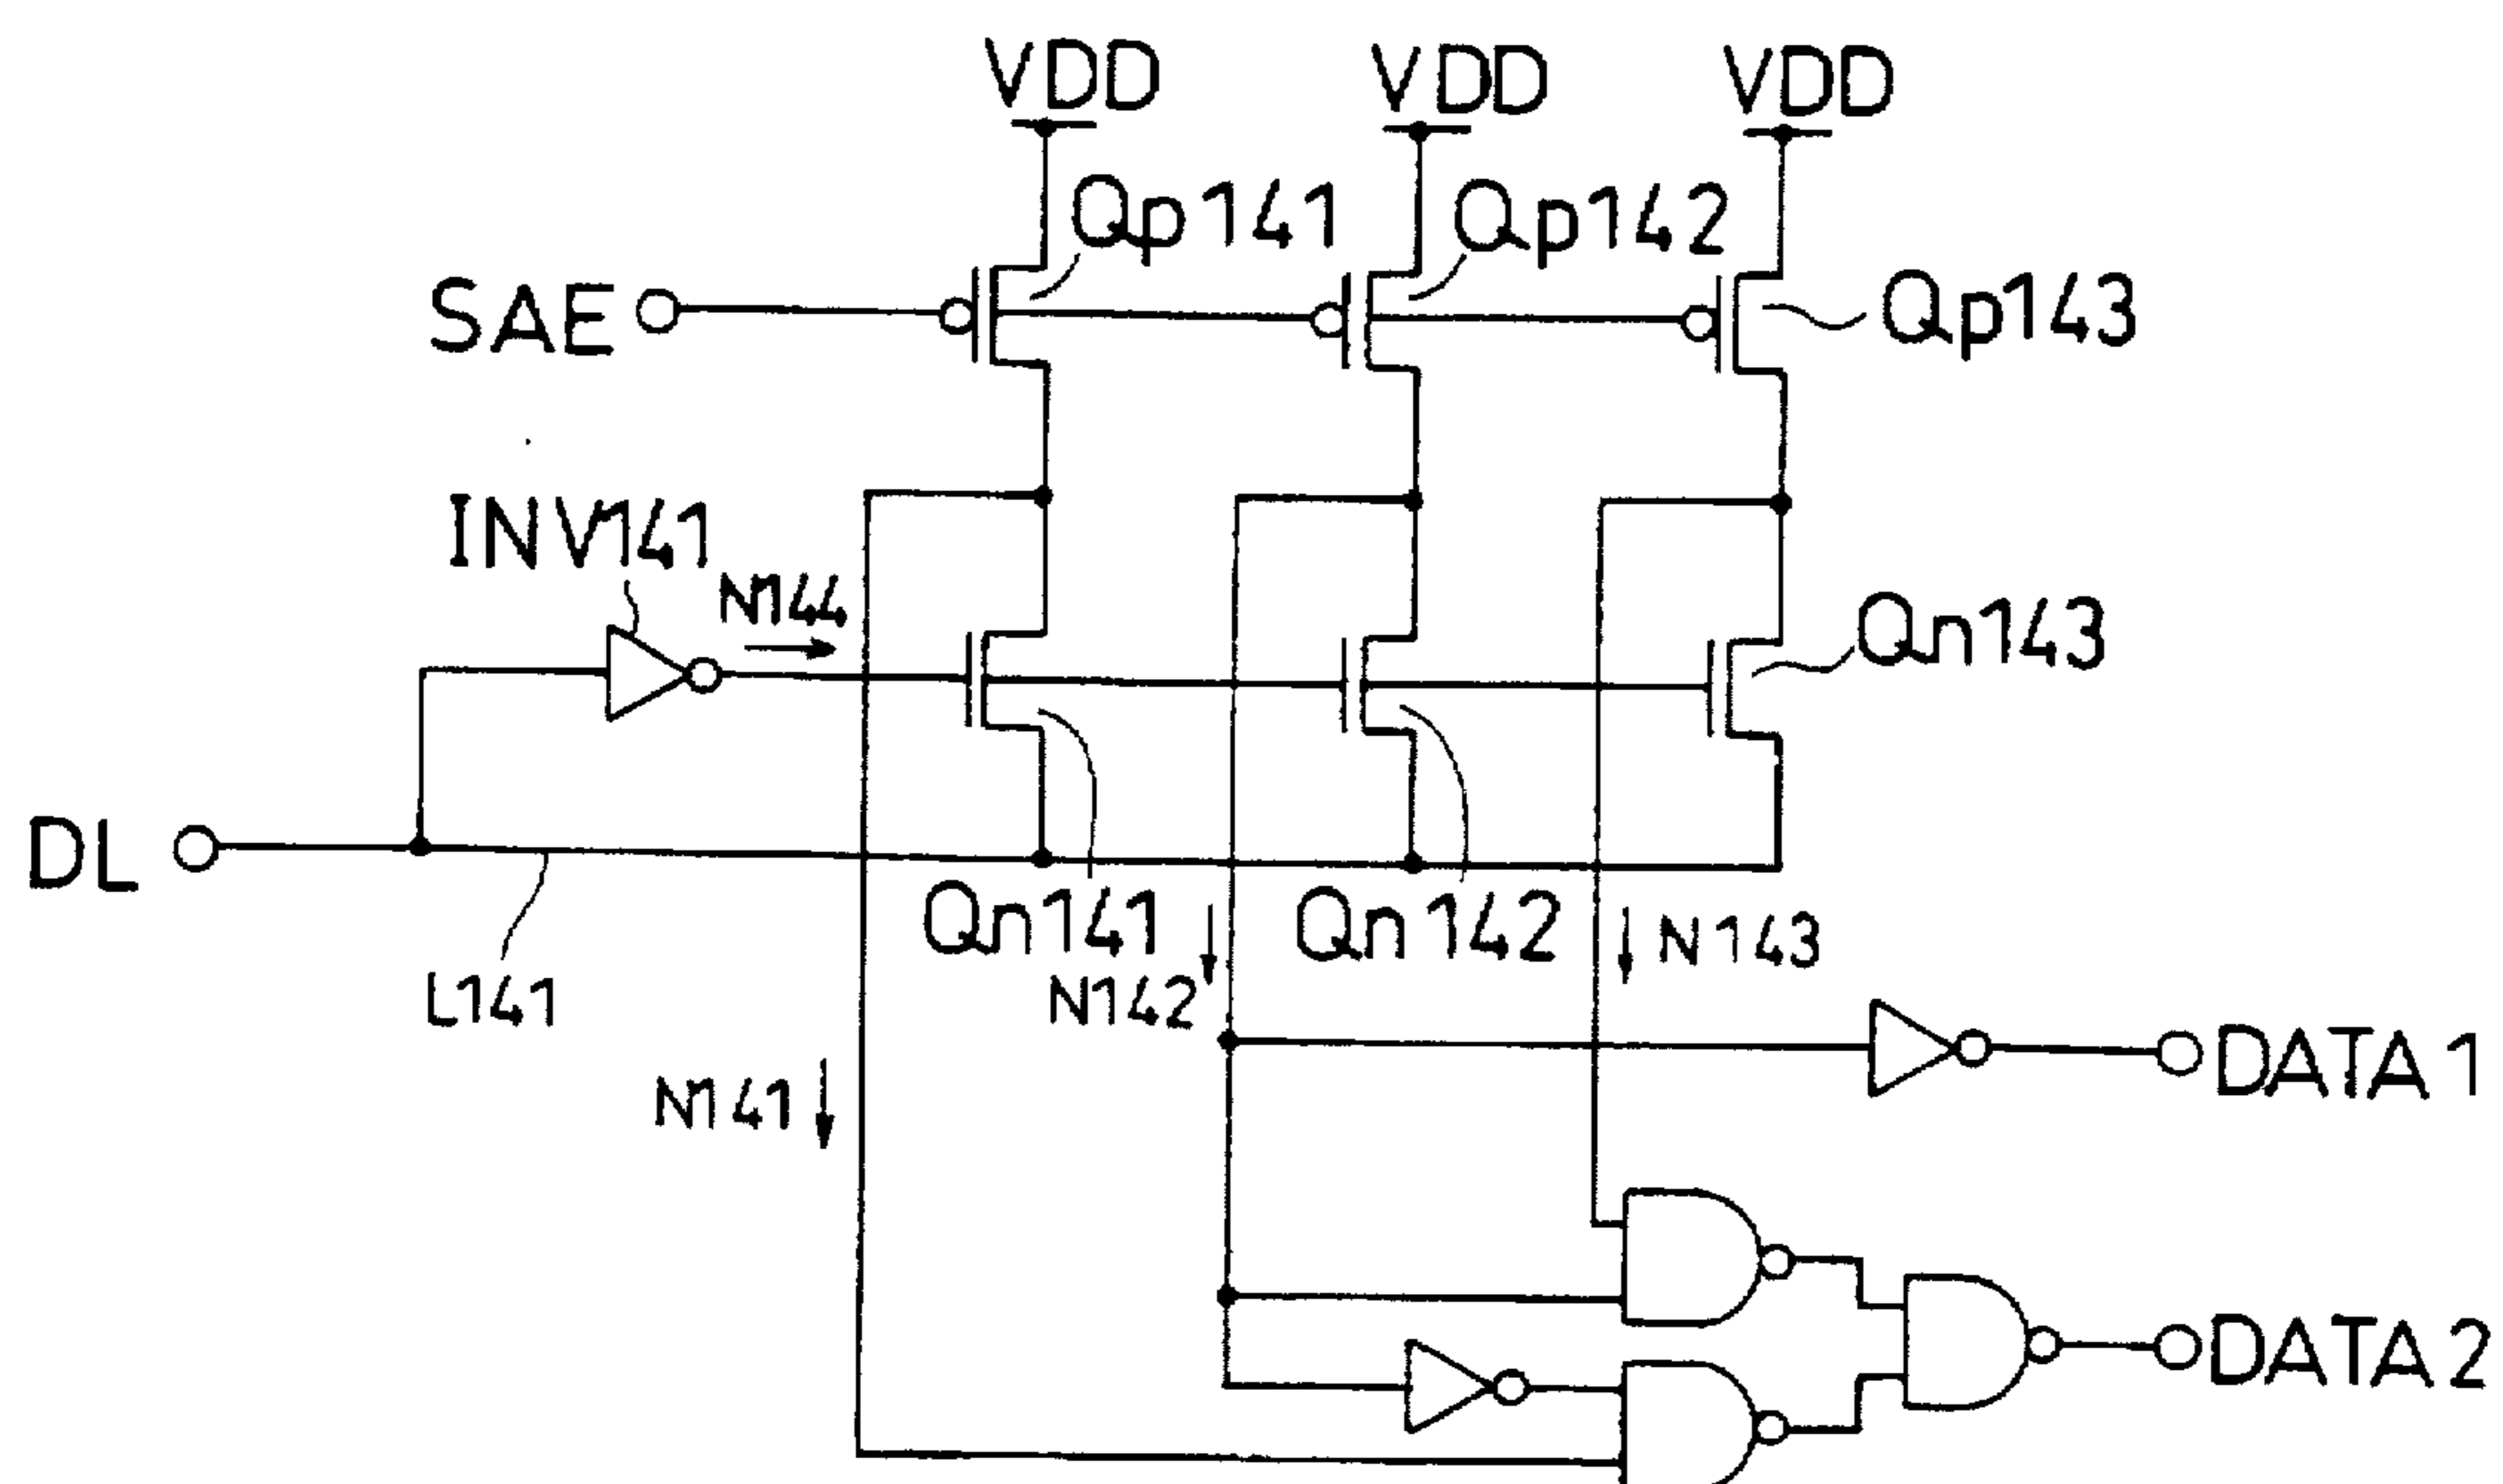 VDD VDD VDD
Qp141 Qp142
SAE Qp143
INV141
N144
Qn143
DL
Qn141 Qn142
N143
L141
N142
DATA1
N141
DATA2